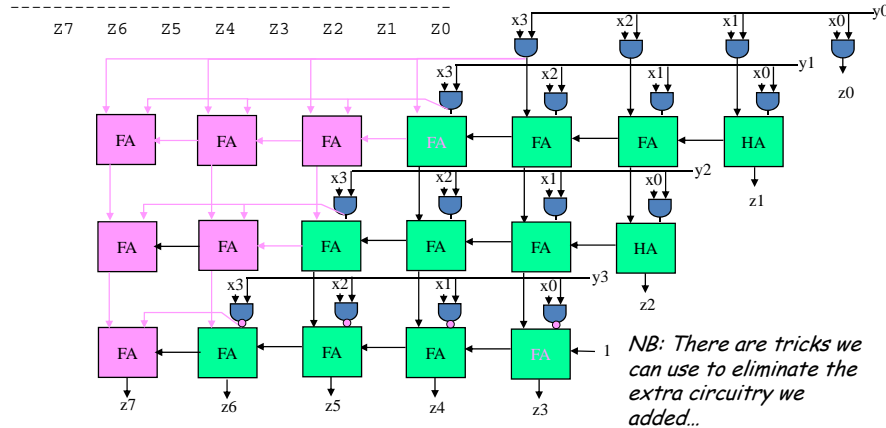 Z7 Z6 Z5 Z4 Z3 Z2 Z1 Z0
x3 x2 x1 x0 y0
x3 x2 x1 x0 y1
z0
FA FA FA FA FA FA HA
x3 x2 x1 x0 y2
z1
FA FA FA FA FA HA
x3 x2 x1 x0 y3
z2
FA FA FA FA FA 1
z7 z6 z5 z4 z3
NB: There are tricks we
can use to eliminate the
extra circuitry we
added…